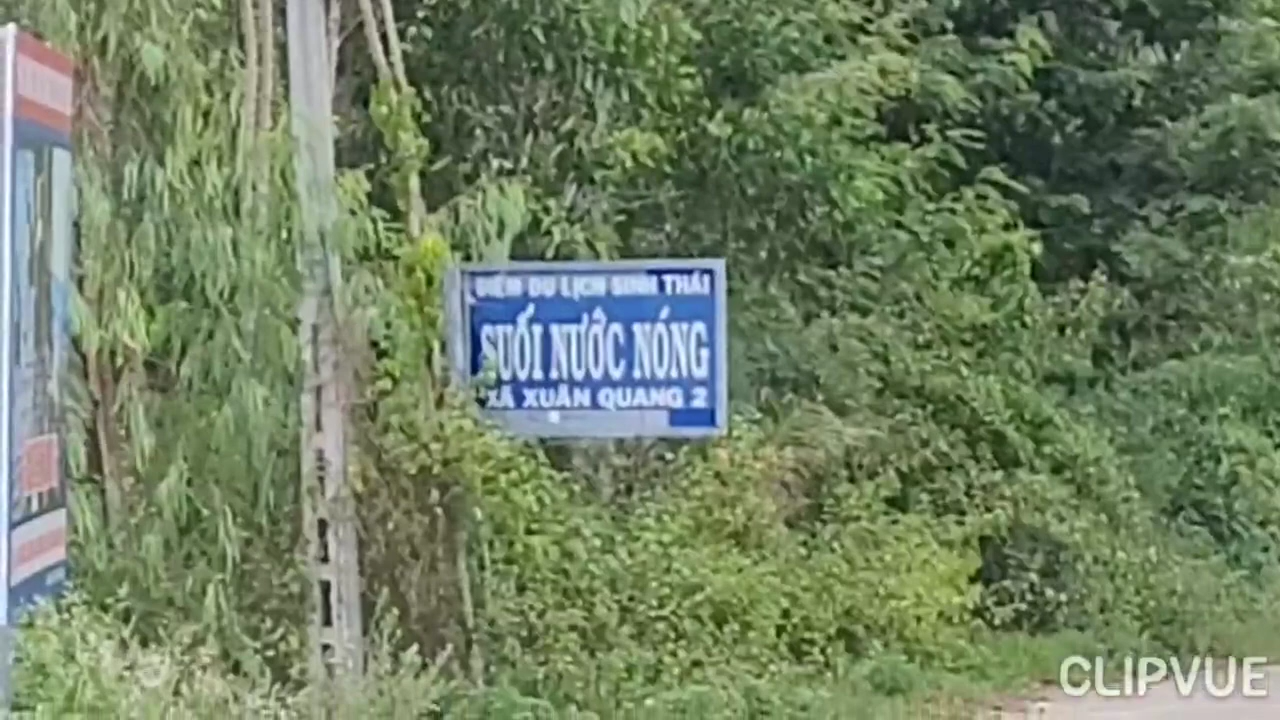 ĐIỂM DU LỊCH SINH THÁI
SUỐI NƯỚC NÓNG
XÃ XUÂN QUANG 2
CLIPVUE